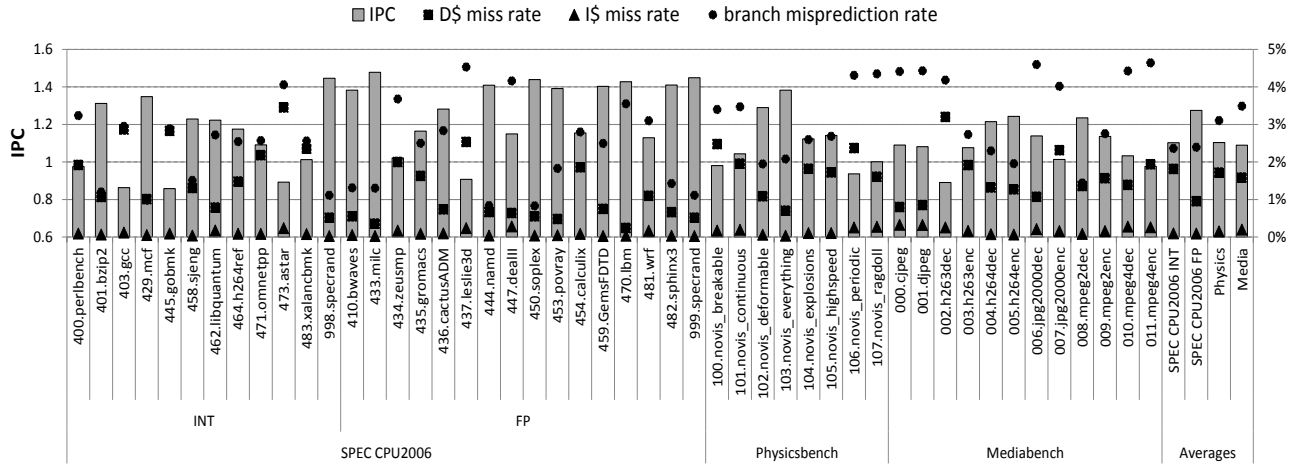 IPC D$ miss rate I$ miss rate branch misprediction rate
IPC
1.6
1.4
1.2
1
0.8
0.6
5%
4%
3%
2%
1%
0%
400.perlbench
401.bzip2
403.gcc
429.mcf
445.gobmk
458.sjeng
462.libquantum
464.h264ref
471.omnetpp
473.astar
483.xalancbmk
998.specrand
410.bwaves
433.milc
434.zeusmp
435.gromacs
436.cactusADM
437.leslie3d
444.namd
447.dealII
450.soplex
453.povray
454.calculix
459.GemsFDTD
470.lbm
481.wrf
482.sphinx3
999.specrand
100.novis_breakable
101.novis_continuous
102.novis_deformable
103.novis_everything
104.novis_explosions
105.novis_highspeed
106.novis_periodic
107.novis_ragdoll
000.cjpeg
001.djpeg
002.h263dec
003.h263enc
004.h264dec
005.h264enc
006.jpg2000dec
007.jpg2000enc
008.mpeg2dec
009.mpeg2enc
010.mpeg4dec
011.mpeg4enc
SPEC CPU2006 INT
SPEC CPU2006 FP
Physics
Media
INT
FP
SPEC CPU2006
Physicsbench
Mediabench
Averages